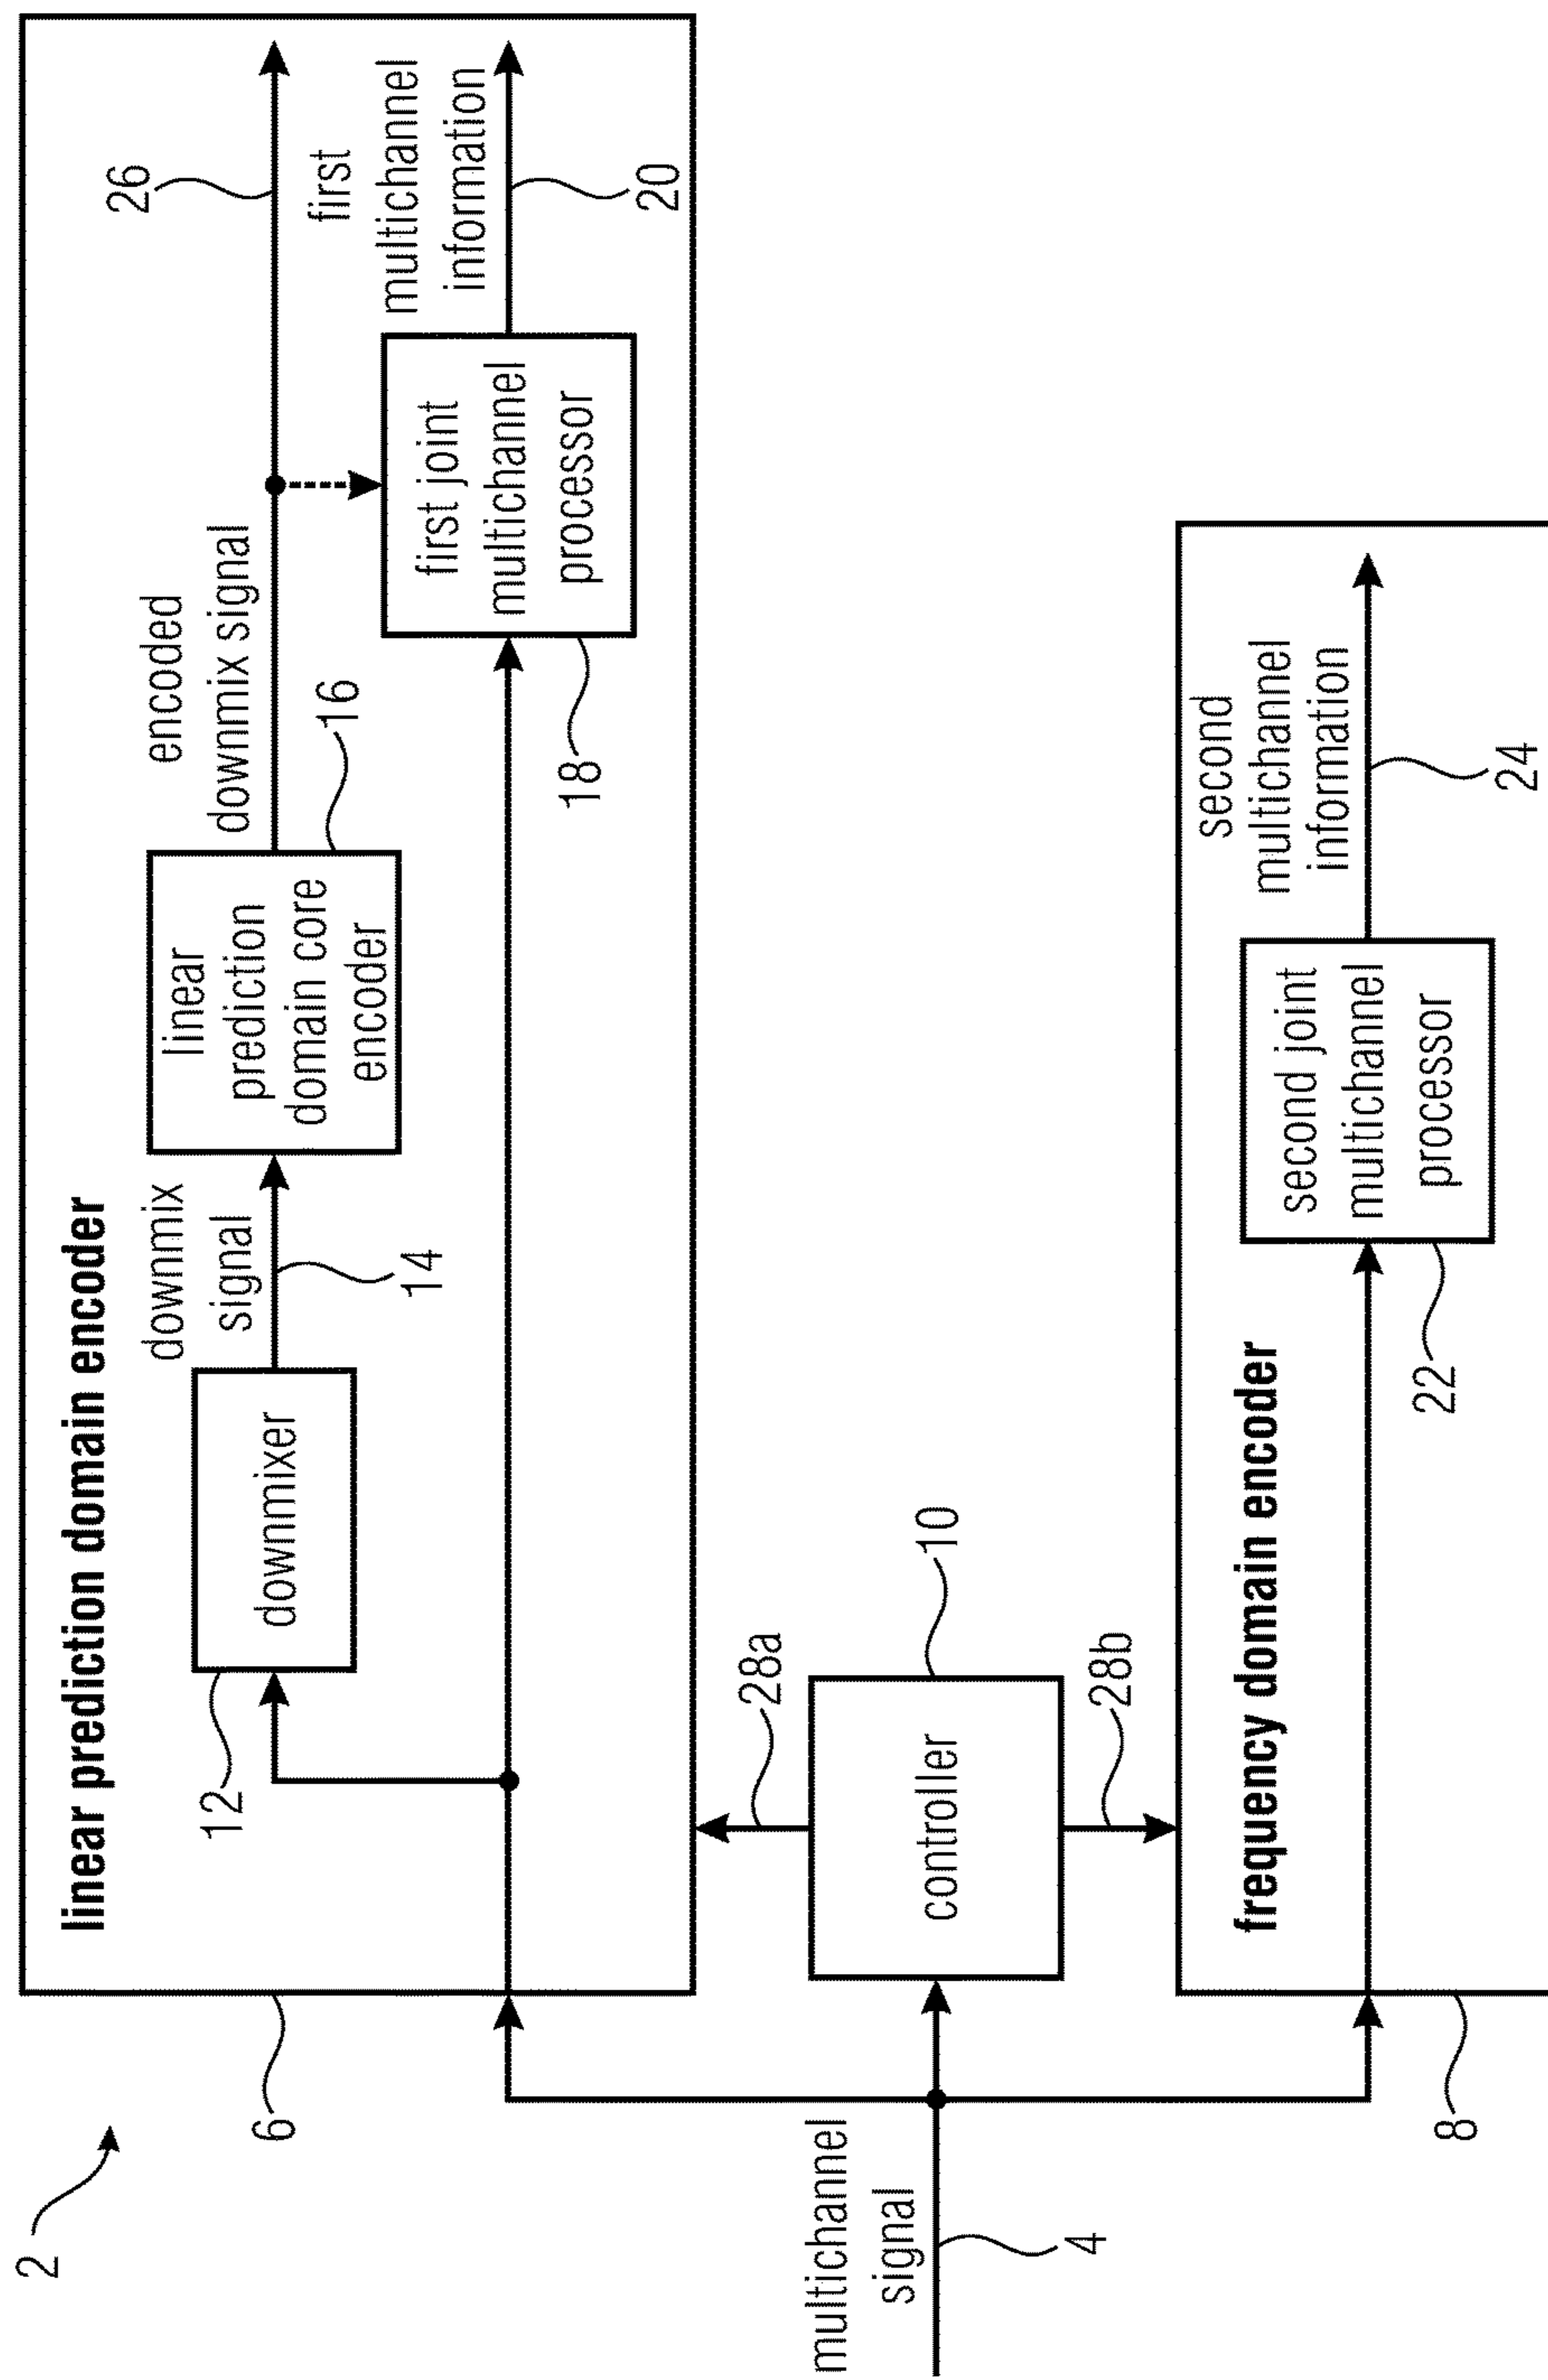 2
6
linear prediction domain encoder
12
downmixer
downmix
signal
14
linear
prediction
domain core
encoder
16
encoded
downmix signal
26
18
first joint
multichannel
processor
first
multichannel
information
20
multichannel
signal
4
controller
10
28a
28b
8
frequency domain encoder
22
second joint
multichannel
processor
second
multichannel
information
24